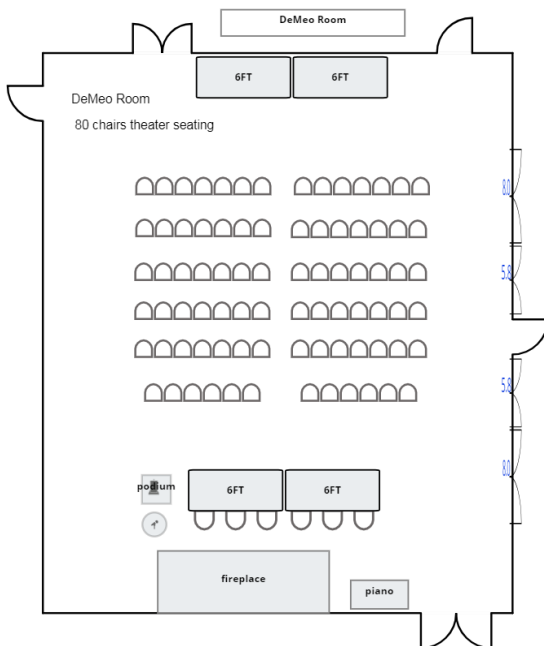 DeMeo Room
6FT 6FT
DeMeo Room
80 chairs theater seating
8.0
5.8
5.8
8.0
podium
6FT 6FT
fireplace
piano